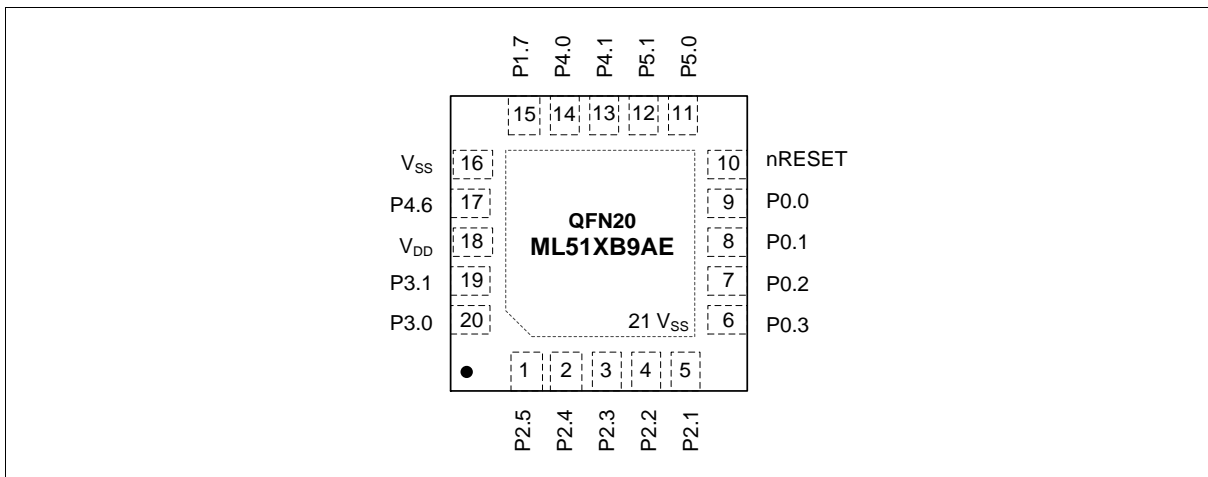 P1.7 P4.0 P4.1 P5.1 P5.0
15 14 13 12 11
VSS 16 10 nRESET
P4.6 17 9 P0.0
QFN20
VDD 18 ML51XB9AE 8 P0.1
P3.1 19 7 P0.2
P3.0 20 21 VSS 6 P0.3
1 2 3 4 5
P2.5 P2.4 P2.3 P2.2 P2.1